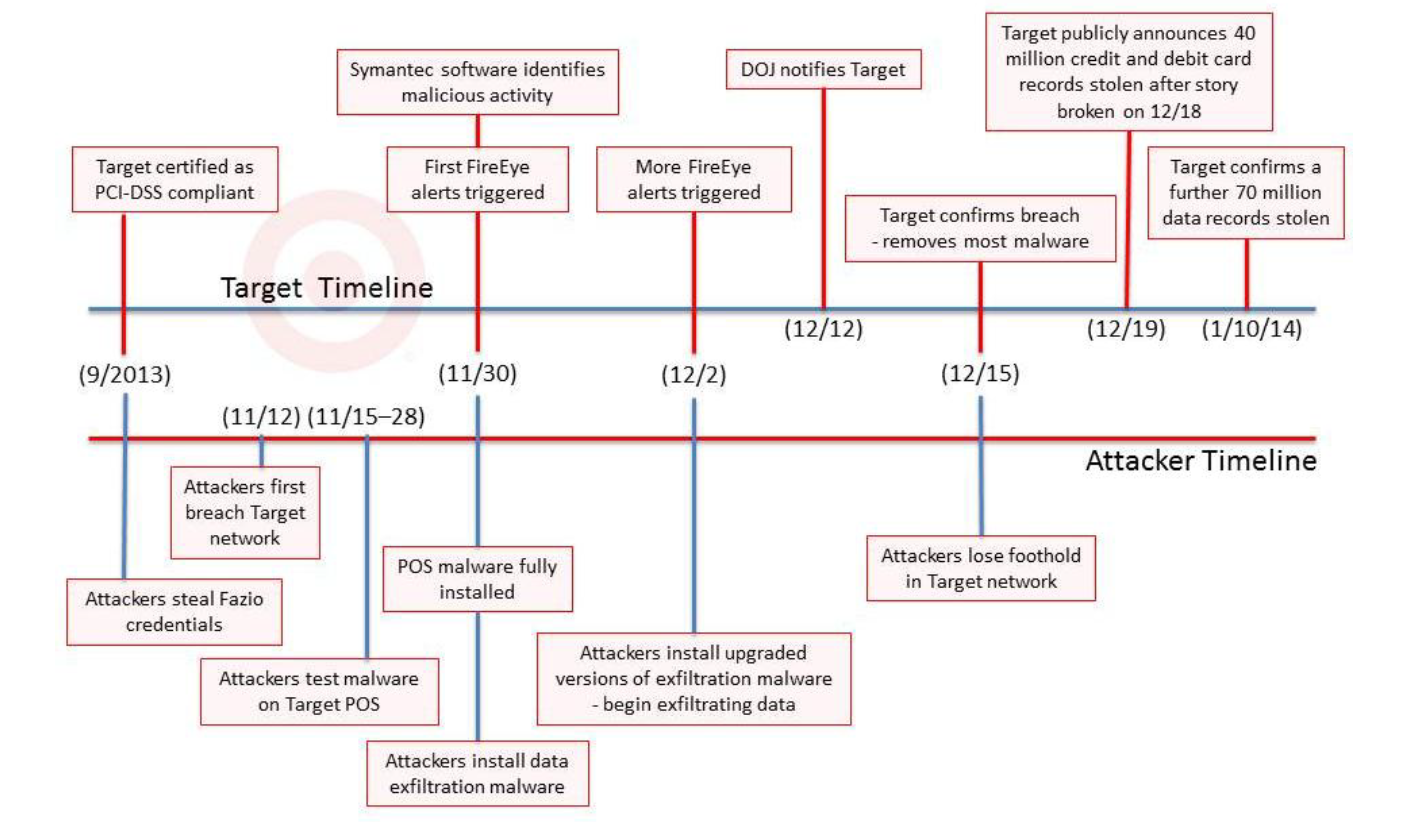 Target certified as
PCI-DSS compliant
Symantec software identifies
malicious activity
First FireEye
alerts triggered
More FireEye
alerts triggered
DOJ notifies Target
Target confirms breach
- removes most malware
Target publicly announces 40
million credit and debit card
records stolen after story
broken on 12/18
Target confirms a
further 70 million
data records stolen
Target Timeline
(9/2013)
(11/30)
(12/2)
(12/12)
(12/15)
(12/19)
(1/10/14)
(11/12)
(11/15–28)
Attacker Timeline
Attackers steal Fazio
credentials
Attackers first
breach Target
network
Attackers test malware
on Target POS
POS malware fully
installed
Attackers install data
exfiltration malware
Attackers install upgraded
versions of exfiltration malware
- begin exfiltrating data
Attackers lose foothold
in Target network